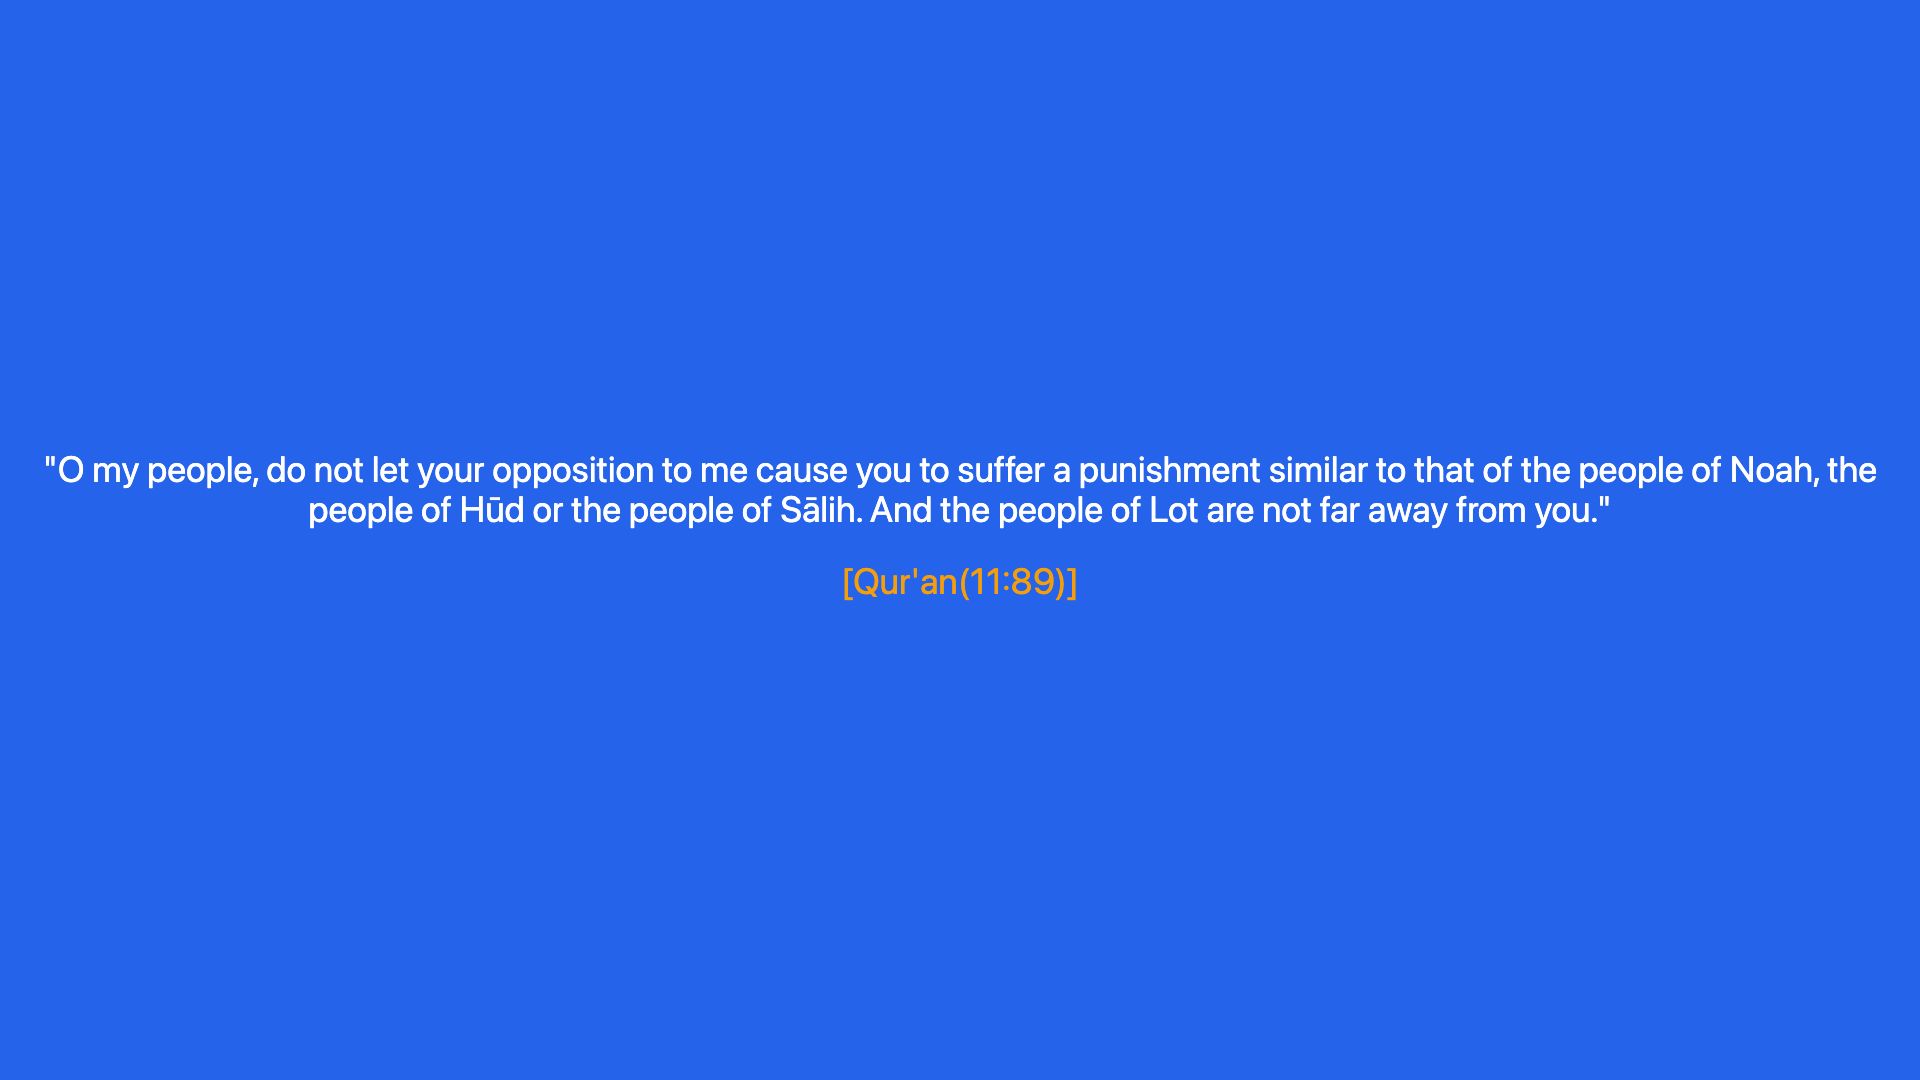 "O my people, do not let your opposition to me cause you to suffer a punishment similar to that of the people of Noah, the
people of Hūd or the people of Sālih. And the people of Lot are not far away from you."
[Qur'an(11:89)]